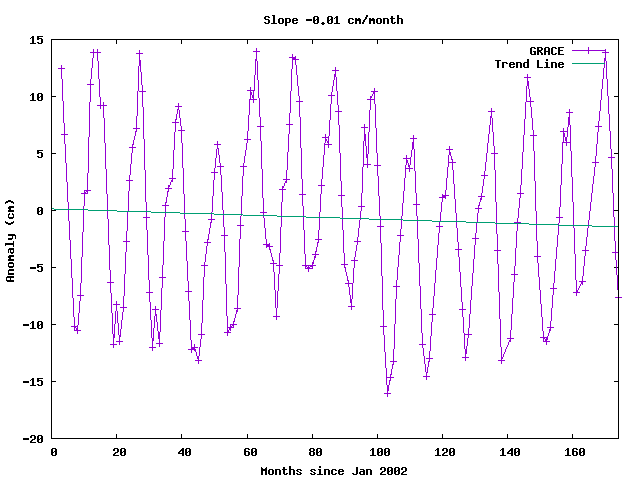 Slope -0.01 cm/month
GRACE
Trend Line
Anomaly (cm)
15
10
5
0
-5
-10
-15
-20
0 20 40 60 80 100 120 140 160
Months since Jan 2002